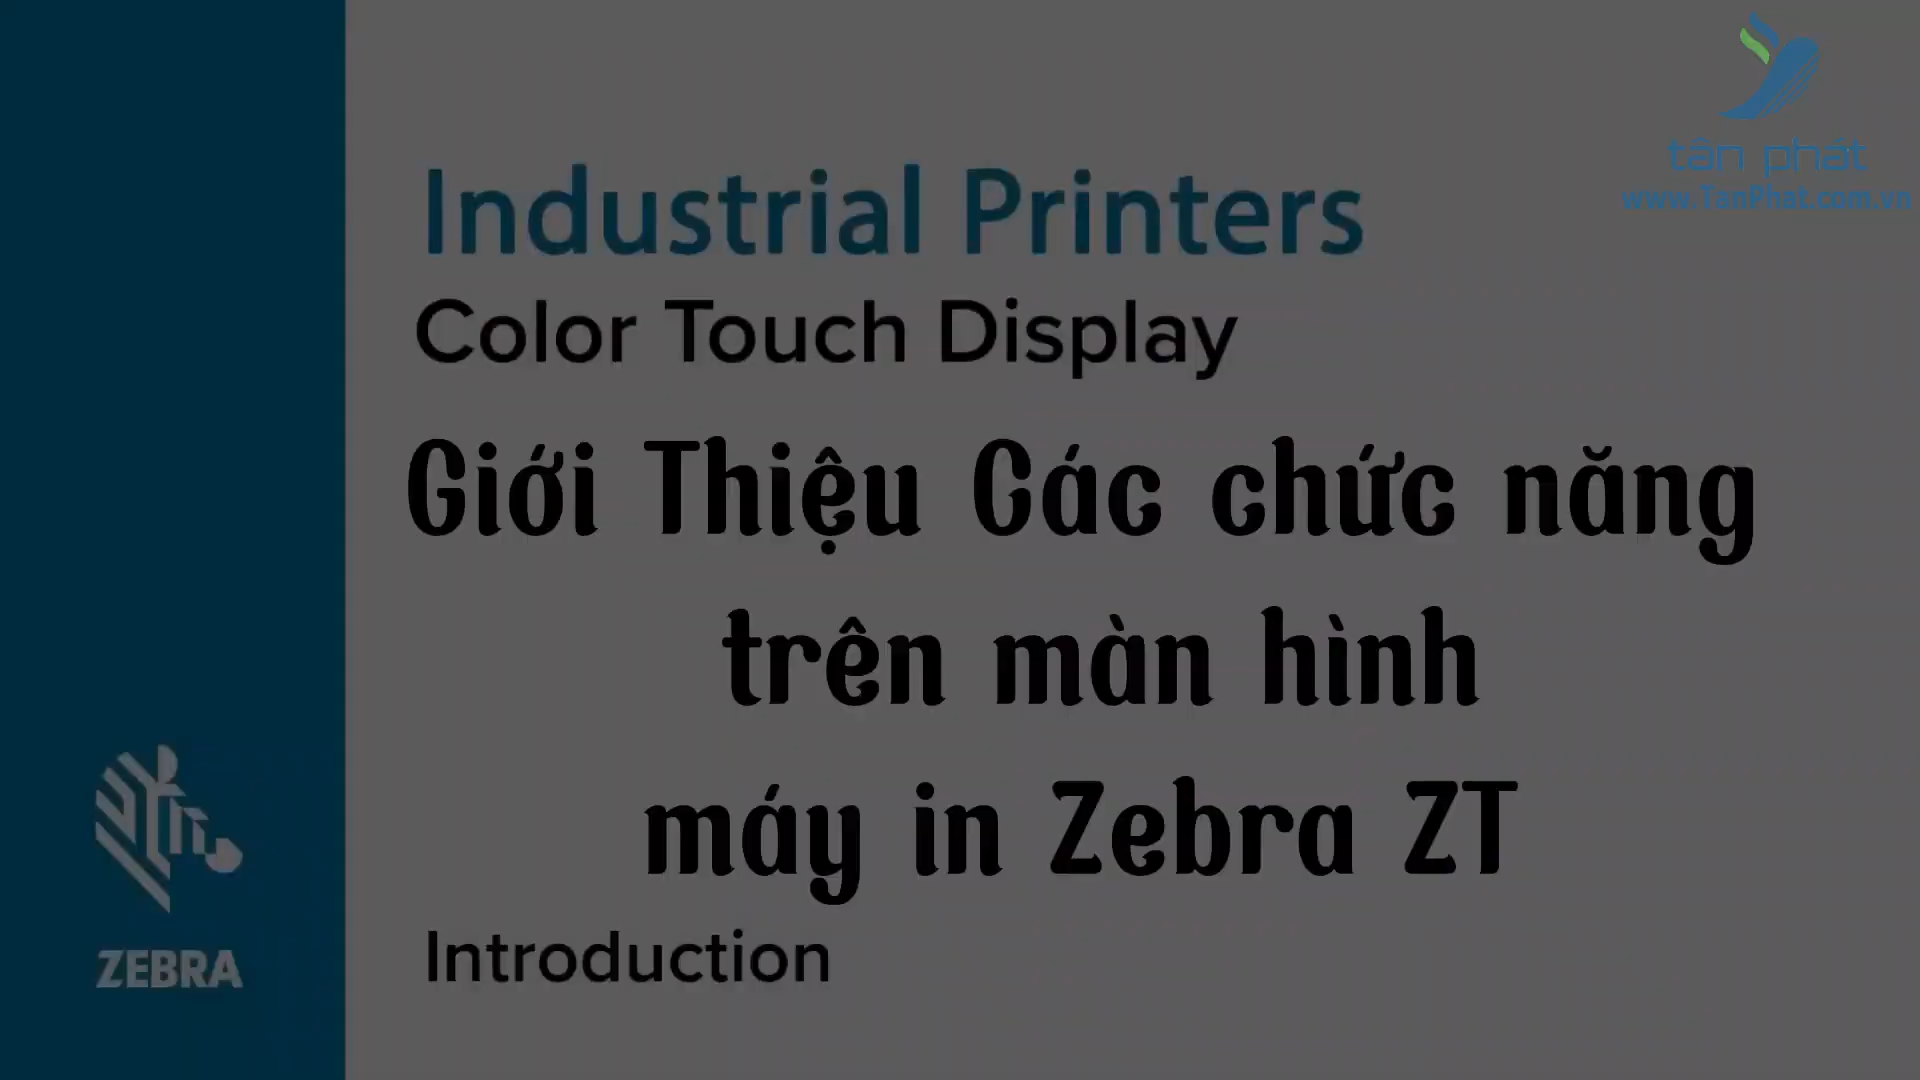 tân phát
www.TanPhat.com.vn
Industrial Printers
Color Touch Display
Giới Thiệu Các chức năng
trên màn hình
máy in Zebra ZT
ZEBRA
Introduction